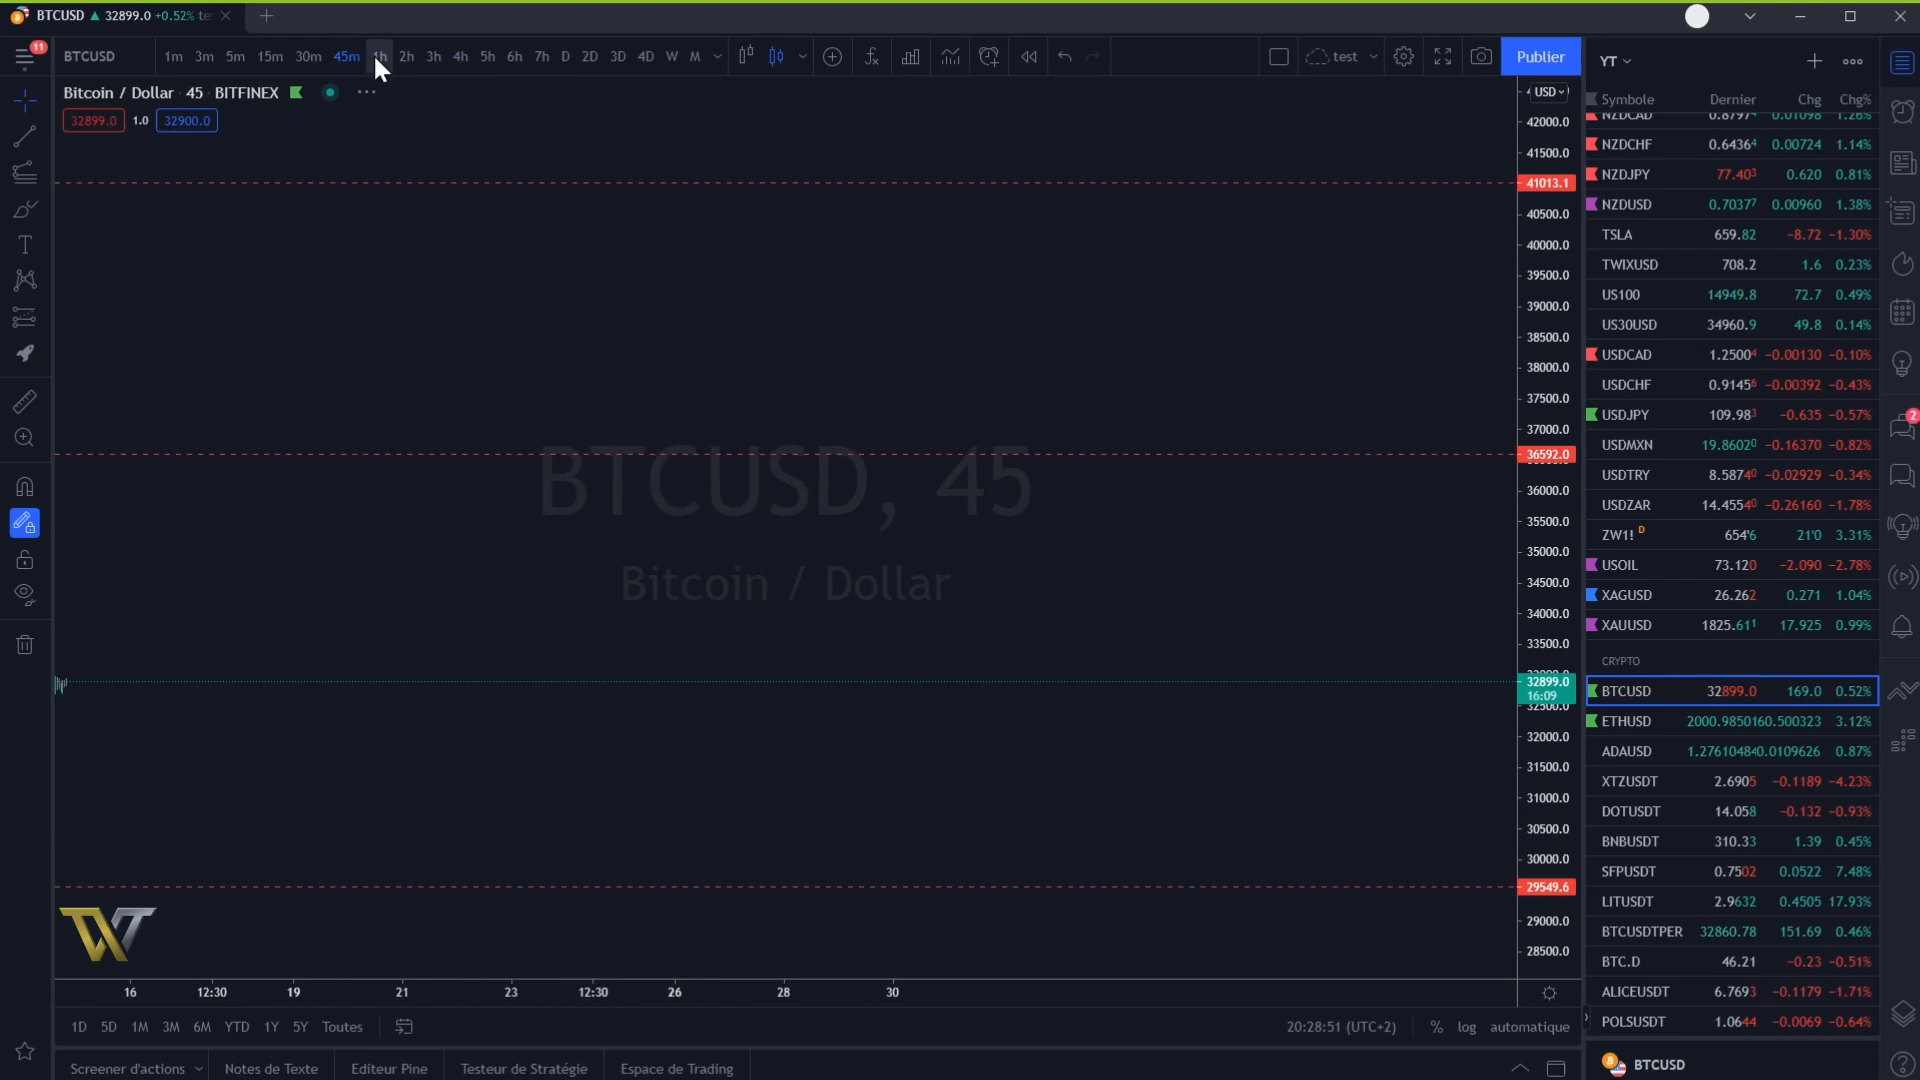 BTCUSD ▲ 32899.0 +0.52% te
11
BTCUSD
1m 3m 5m 15m 30m 45m 1h 2h 3h 4h 5h 6h 7h D 2D 3D 4D W M
test
Publier
YT
Bitcoin / Dollar · 45 · BITFINEX
32899.0 1.0 32900.0
USD
42000.0
41500.0
41013.1
40500.0
40000.0
39500.0
39000.0
38500.0
38000.0
37500.0
37000.0
36592.0
36000.0
35500.0
35000.0
34500.0
34000.0
33500.0
32899.0
16:09
32500.0
32000.0
31500.0
31000.0
30500.0
30000.0
29549.6
29000.0
28500.0
BTCUSD, 45
Bitcoin / Dollar
16 12:30 19 21 23 12:30 26 28 30
1D 5D 1M 3M 6M YTD 1Y 5Y Toutes
20:28:51 (UTC+2) % log automatique
Screener d'actions Notes de Texte Editeur Pine Testeur de Stratégie Espace de Trading
Symbole Dernier Chg Chg%
NZDCAD 0.8797⁴ 0.01098 1.26%
NZDCHF 0.6436⁴ 0.00724 1.14%
NZDJPY 77.40³ 0.620 0.81%
NZDUSD 0.7037⁷ 0.00960 1.38%
TSLA 659.82 −8.72 −1.30%
TWIXUSD 708.2 1.6 0.23%
US100 14949.8 72.7 0.49%
US30USD 34960.9 49.8 0.14%
USDCAD 1.2500⁴ −0.00130 −0.10%
USDCHF 0.9145⁶ −0.00392 −0.43%
USDJPY 109.98³ −0.635 −0.57%
USDMXN 19.8602⁰ −0.16370 −0.82%
USDTRY 8.5874⁰ −0.02929 −0.34%
USDZAR 14.4554⁰ −0.26160 −1.78%
ZW1! D 654'6 21'0 3.31%
USOIL 73.120 −2.090 −2.78%
XAGUSD 26.262 0.271 1.04%
XAUUSD 1825.61¹ 17.925 0.99%
CRYPTO
BTCUSD 32899.0 169.0 0.52%
ETHUSD 2000.9850160.500323 3.12%
ADAUSD 1.276104840.0109626 0.87%
XTZUSDT 2.6905 −0.1189 −4.23%
DOTUSDT 14.058 −0.132 −0.93%
BNBUSDT 310.33 1.39 0.45%
SFPUSDT 0.7502 0.0522 7.48%
LITUSDT 2.9632 0.4505 17.93%
BTCUSDTPER 32860.78 151.69 0.46%
BTC.D 46.21 −0.23 −0.51%
ALICEUSDT 6.7693 −0.1179 −1.71%
POLSUSDT 1.0644 −0.0069 −0.64%
BTCUSD
2